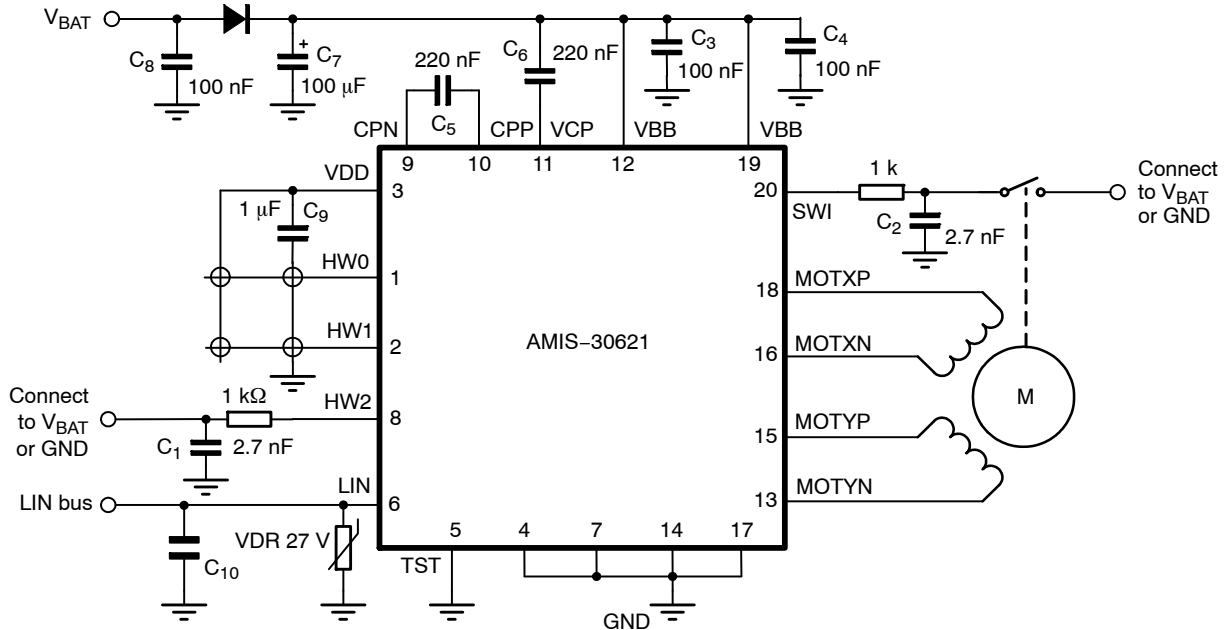 VBAT
C8
100 nF
+
C7
100 μF
220 nF
C5
C6
220 nF
C3
100 nF
C4
100 nF
CPN
CPP
VCP
VBB
VBB
9
10
11
12
19
VDD
3
1 μF
C9
HW0
1
HW1
2
Connect
to VBAT
or GND
1 kΩ
HW2
8
C1
2.7 nF
LIN bus
LIN
6
C10
VDR 27 V
AMIS−30621
20
SWI
1 k
C2
2.7 nF
Connect
to VBAT
or GND
18
MOTXP
16
MOTXN
M
15
MOTYP
13
MOTYN
5
4
7
14
17
TST
GND